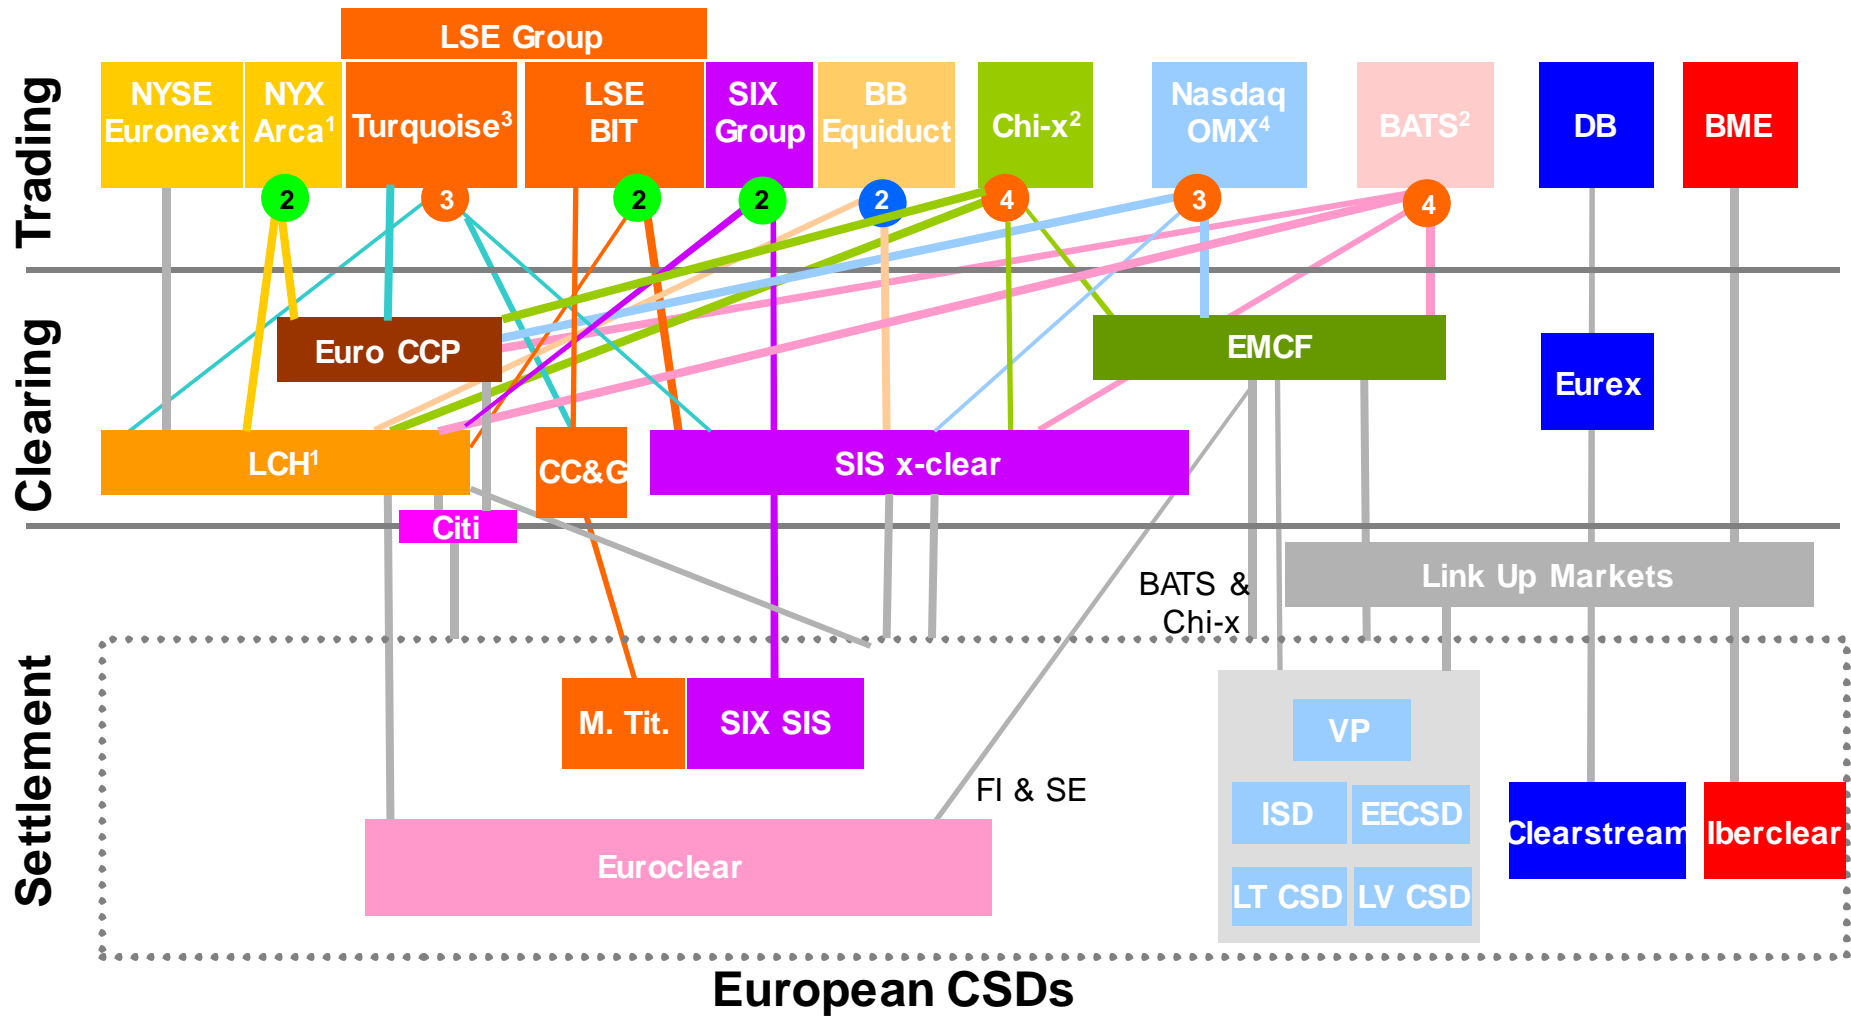 LSE Group
NYSE
Euronext
NYX
Arca¹
Turquoise³
LSE
BIT
SIX
Group
BB
Equiduct
Chi-x²
Nasdaq
OMX⁴
BATS²
DB
BME
Trading
2
3
2
2
2
4
3
4
Clearing
Euro CCP
EMCF
Eurex
LCH¹
CC&G
SIS x-clear
Citi
Link Up Markets
BATS &
Chi-x
Settlement
M. Tit.
SIX SIS
VP
FI & SE
ISD
EECSD
Clearstream
Iberclear
Euroclear
LT CSD
LV CSD
European CSDs